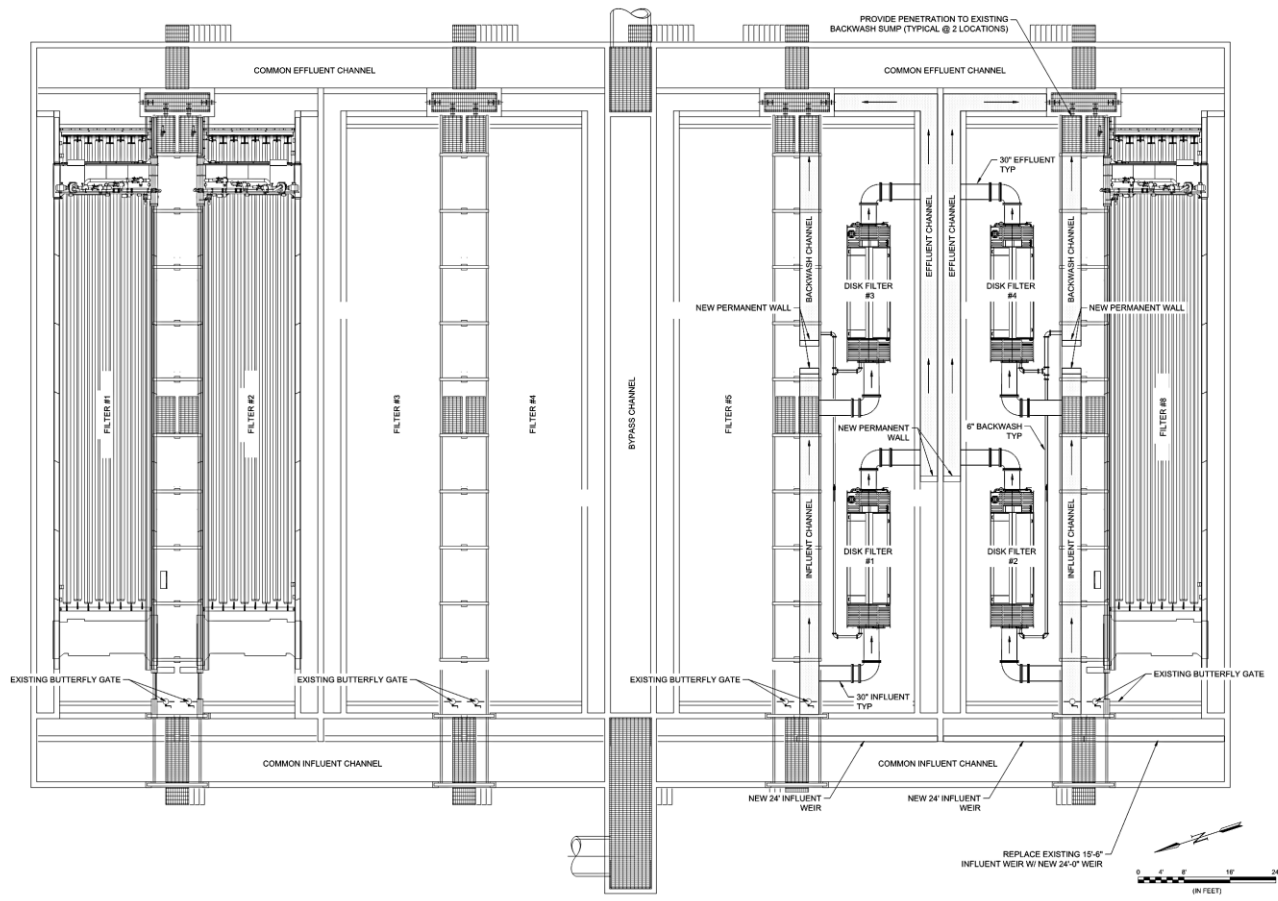 PROVIDE PENETRATION TO EXISTING
BACKWASH SUMP (TYPICAL @ 2 LOCATIONS)
COMMON EFFLUENT CHANNEL
COMMON EFFLUENT CHANNEL
30" EFFLUENT
TYP
BACKWASH CHANNEL
EFFLUENT CHANNEL
EFFLUENT CHANNEL
BACKWASH CHANNEL
DISK FILTER
#3
DISK FILTER
#4
NEW PERMANENT WALL
NEW PERMANENT WALL
FILTER #1
FILTER #2
FILTER #3
FILTER #4
BYPASS CHANNEL
FILTER #5
FILTER #8
NEW PERMANENT
WALL
6" BACKWASH
TYP
INFLUENT CHANNEL
DISK FILTER
#1
DISK FILTER
#2
INFLUENT CHANNEL
EXISTING BUTTERFLY GATE
EXISTING BUTTERFLY GATE
EXISTING BUTTERFLY GATE
EXISTING BUTTERFLY GATE
30" INFLUENT
TYP
COMMON INFLUENT CHANNEL
COMMON INFLUENT CHANNEL
NEW 24' INFLUENT
WEIR
NEW 24' INFLUENT
WEIR
REPLACE EXISTING 15'-6"
INFLUENT WEIR W/ NEW 24'-0" WEIR
N
0 4' 8' 16' 24
(IN FEET)